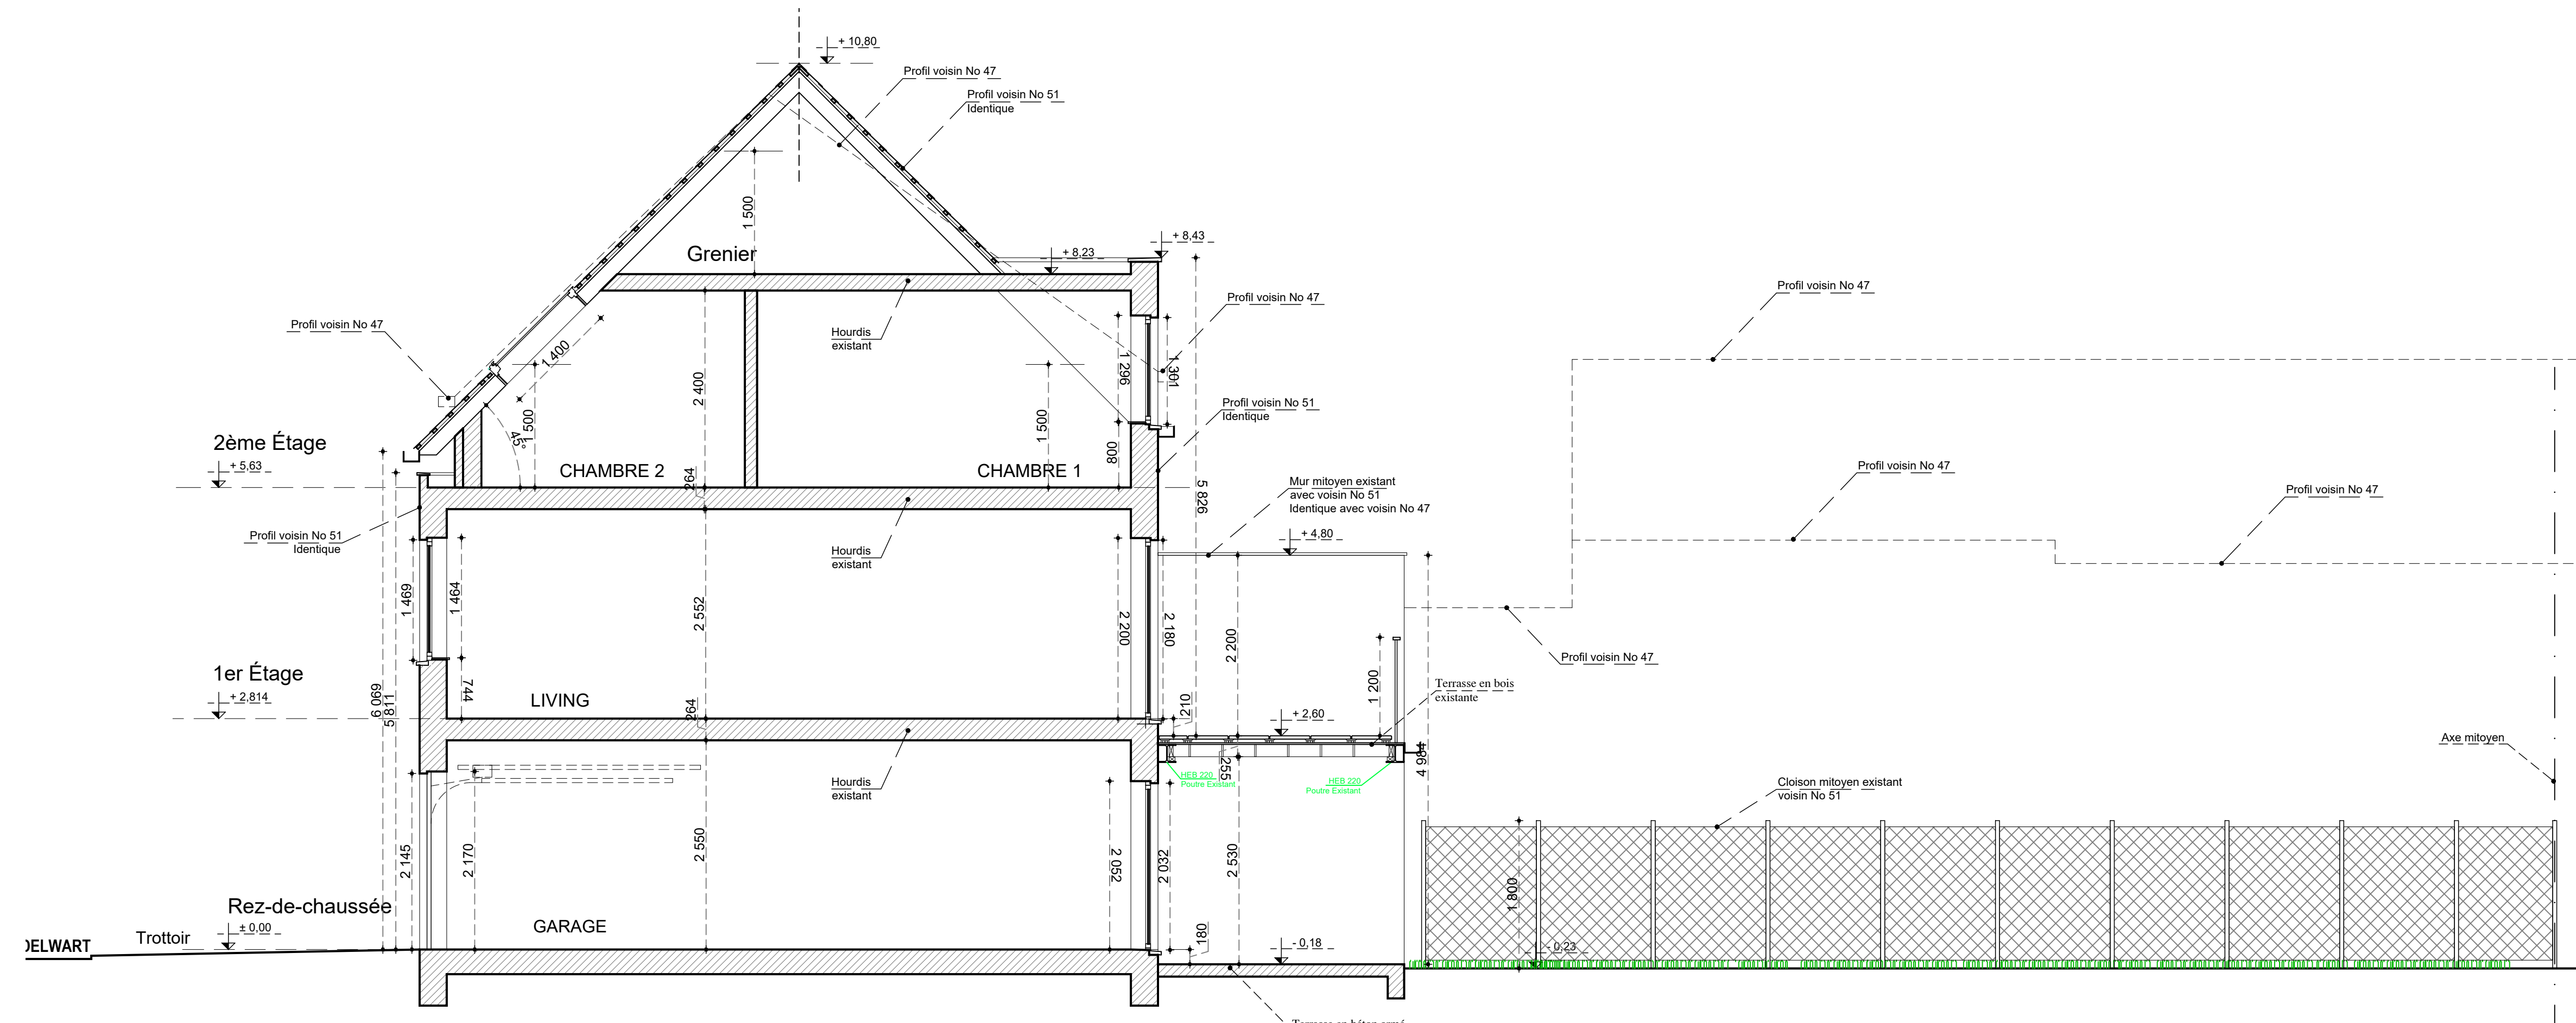 + 10,80
Profil voisin No 47
Profil voisin No 51
Identique
1 500
Grenier
+ 8,43
+ 8,23
Profil voisin No 47
Profil voisin No 47
Profil voisin No 47
Hourdis
existant
1 400
1 296
1 301
2 400
1 500
45°
1 500
800
Profil voisin No 51
Identique
2ème Étage
+ 5,63
CHAMBRE 2
264
CHAMBRE 1
5 826
Mur mitoyen existant
avec voisin No 51
Identique avec voisin No 47
Profil voisin No 47
Profil voisin No 47
Profil voisin No 51
Identique
Hourdis
existant
+ 4,80
1 469
1 464
2 552
2 200
2 180
2 200
Profil voisin No 47
1er Étage
+ 2,814
6 069
5 811
744
LIVING
264
210
1 200
Terrasse en bois
existante
+ 2,60
Hourdis
existant
HEB 220
Poutre Existant
255
HEB 220
Poutre Existant
4 984
Axe mitoyen
Cloison mitoyen existant
voisin No 51
2 145
2 170
2 550
2 052
2 032
2 530
1 800
Rez-de-chaussée
± 0,00
Trottoir
DELWART
GARAGE
180
- 0,18
- 0,23